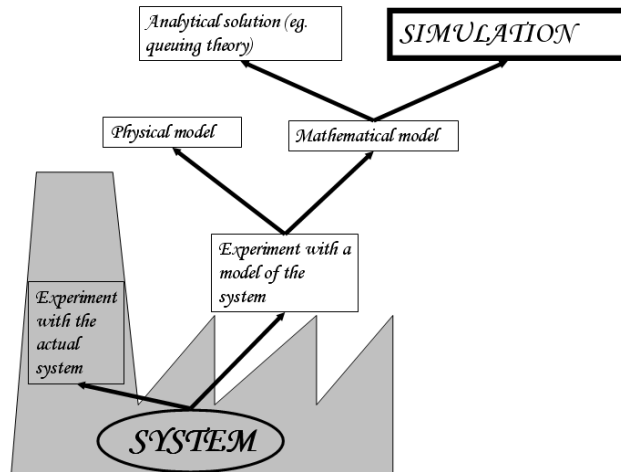 Analytical solution (eg.
queuing theory)
SIMULATION
Physical model
Mathematical model
Experiment with a
model of the
system
Experiment
with the
actual
system
SYSTEM